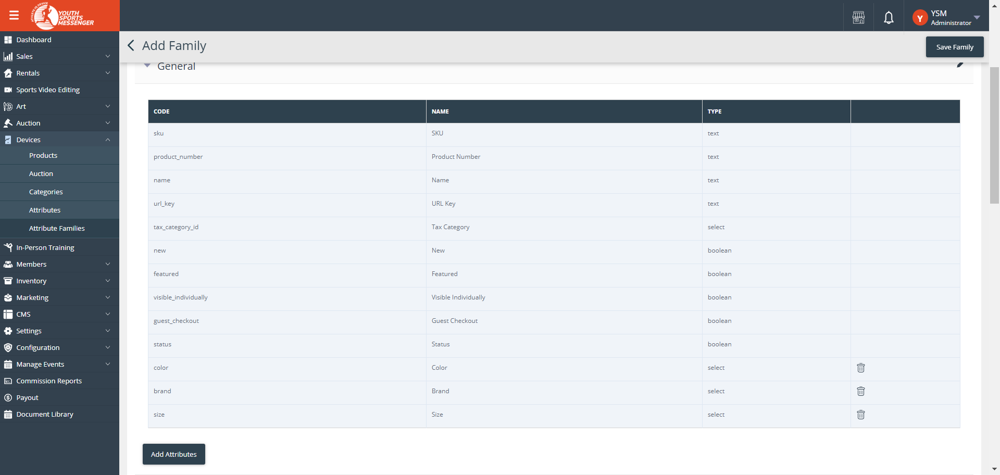 ATHLETE IQ DEVICE
YOUTH
SPORTS
MESSENGER
Y
YSM
Administrator
Add Family
Save Family
Dashboard
Sales
Rentals
Sports Video Editing
Art
Auction
Devices
Products
Auction
Categories
Attributes
Attribute Families
In-Person Training
Members
Inventory
Marketing
CMS
Settings
Configuration
Manage Events
Commission Reports
Payout
Document Library
General
CODE NAME TYPE
sku SKU text
product_number Product Number text
name Name text
url_key URL Key text
tax_category_id Tax Category select
new New boolean
featured Featured boolean
visible_individually Visible Individually boolean
guest_checkout Guest Checkout boolean
status Status boolean
color Color select
brand Brand select
size Size select
Add Attributes